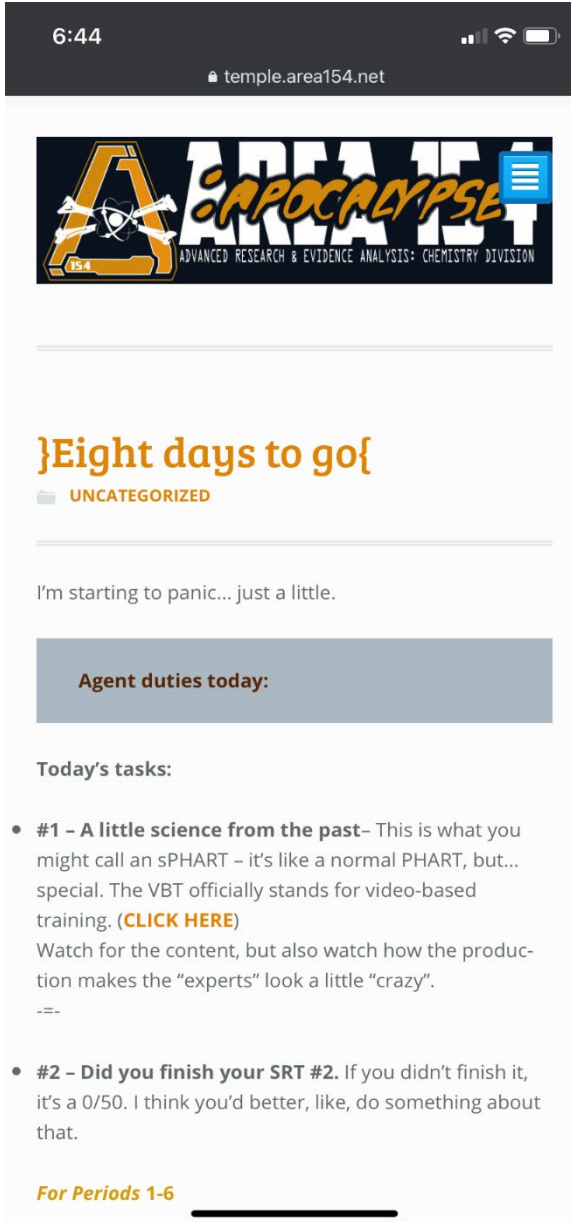 6:44
temple.area154.net
AREA 154
:APOCALYPSE
154
ADVANCED RESEARCH & EVIDENCE ANALYSIS: CHEMISTRY DIVISION
}Eight days to go{
UNCATEGORIZED
I’m starting to panic… just a little.
Agent duties today:
Today’s tasks:
• #1 – A little science from the past– This is what you
might call an sPHART – it’s like a normal PHART, but…
special. The VBT officially stands for video-based
training. (CLICK HERE)
Watch for the content, but also watch how the produc-
tion makes the “experts” look a little “crazy”.
-=-
• #2 – Did you finish your SRT #2. If you didn’t finish it,
it’s a 0/50. I think you’d better, like, do something about
that.
For Periods 1-6